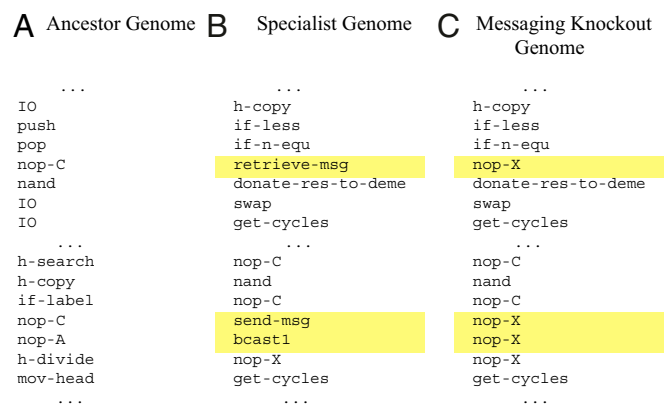 A Ancestor Genome B Specialist Genome C Messaging Knockout Genome
... ... ...
IO h-copy h-copy
push if-less if-less
pop if-n-equ if-n-equ
nop-C retrieve-msg nop-X
nand donate-res-to-deme donate-res-to-deme
IO swap swap
IO get-cycles get-cycles
... ... ...
h-search nop-C nop-C
h-copy nand nand
if-label nop-C nop-C
nop-C send-msg nop-X
nop-A bcast1 nop-X
h-divide nop-X nop-X
mov-head get-cycles get-cycles
... ... ...